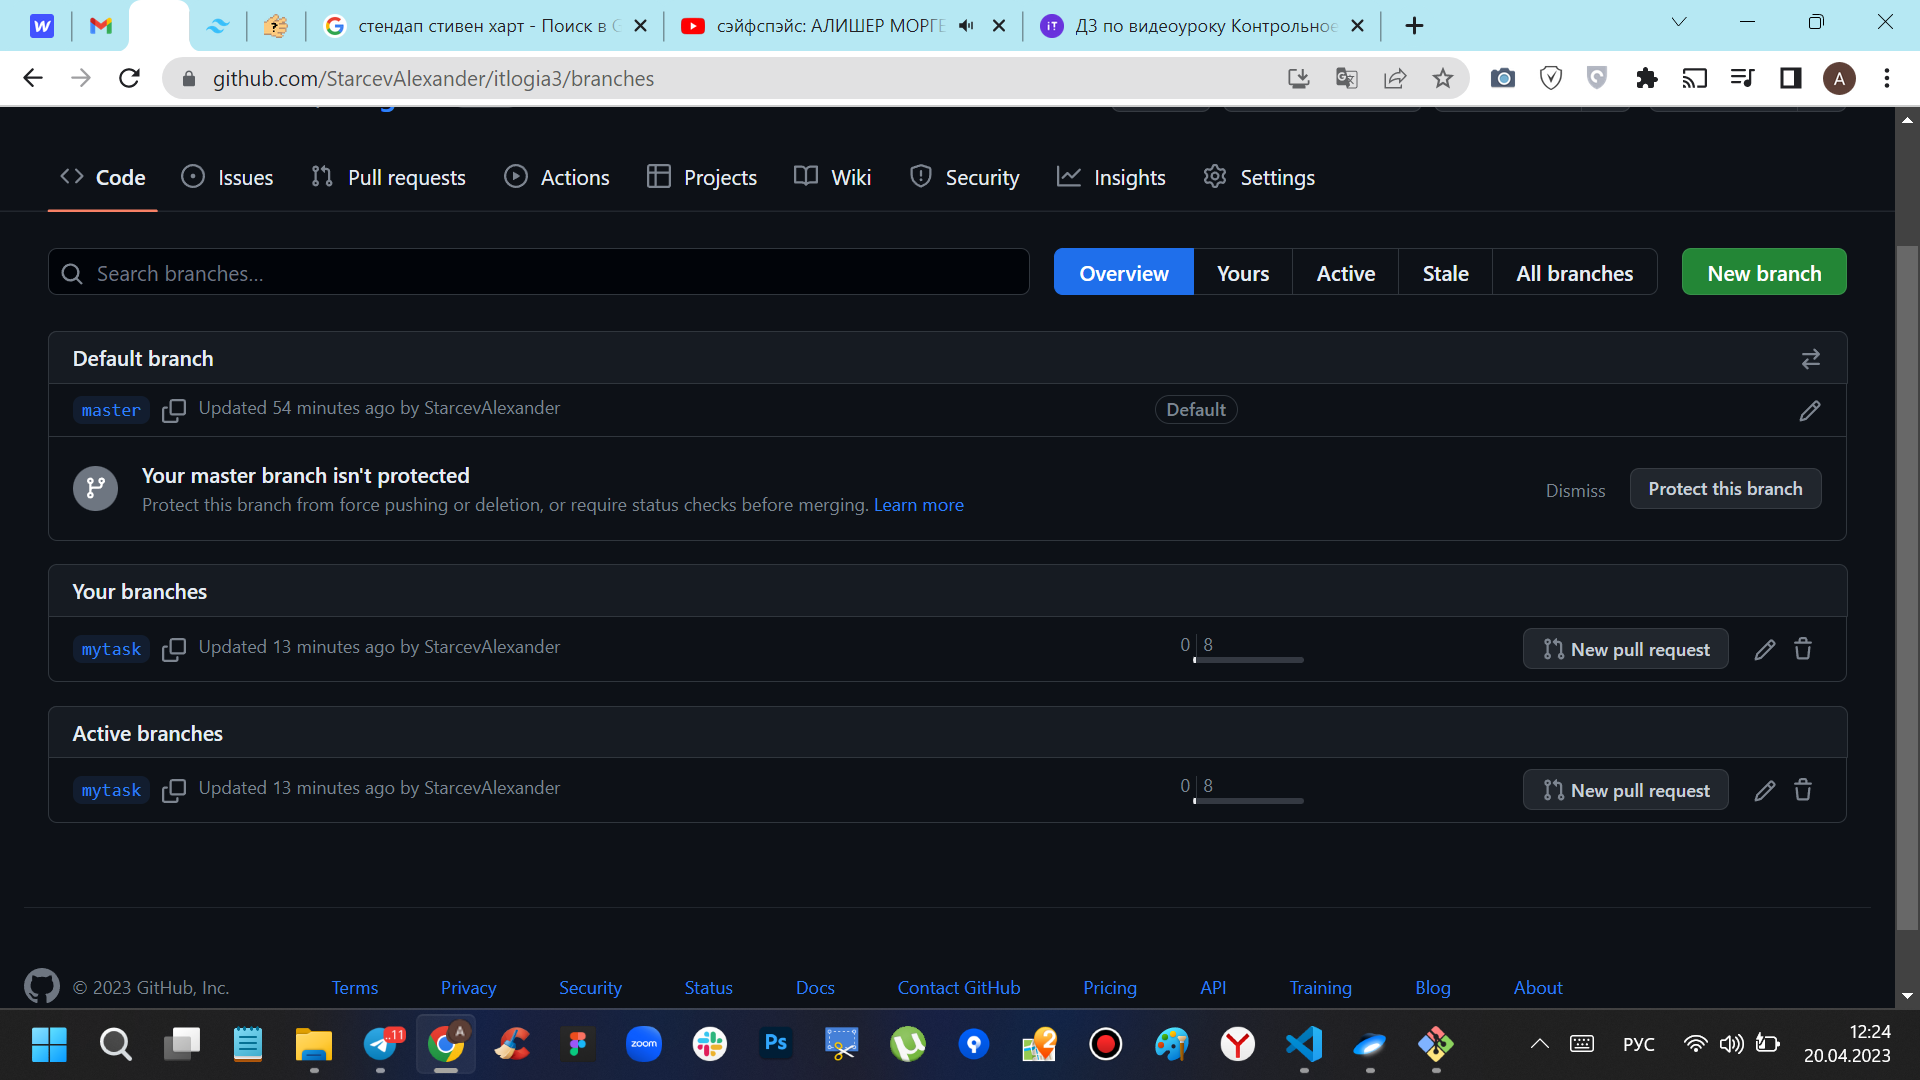 стендап стивен харт - Поиск в G
сэйфспэйс: АЛИШЕР МОРГЕ
ДЗ по видеоуроку Контрольное
github.com/StarcevAlexander/itlogia3/branches
A
Code
Issues
Pull requests
Actions
Projects
Wiki
Security
Insights
Settings
Search branches...
Overview
Yours
Active
Stale
All branches
New branch
Default branch
master
Updated 54 minutes ago by StarcevAlexander
Default
Your master branch isn't protected
Protect this branch from force pushing or deletion, or require status checks before merging. Learn more
Dismiss
Protect this branch
Your branches
mytask
Updated 13 minutes ago by StarcevAlexander
0 8
New pull request
Active branches
mytask
Updated 13 minutes ago by StarcevAlexander
0 8
New pull request
© 2023 GitHub, Inc.
Terms
Privacy
Security
Status
Docs
Contact GitHub
Pricing
API
Training
Blog
About
11
A
zoom
Ps
2
РУС
12:24
20.04.2023